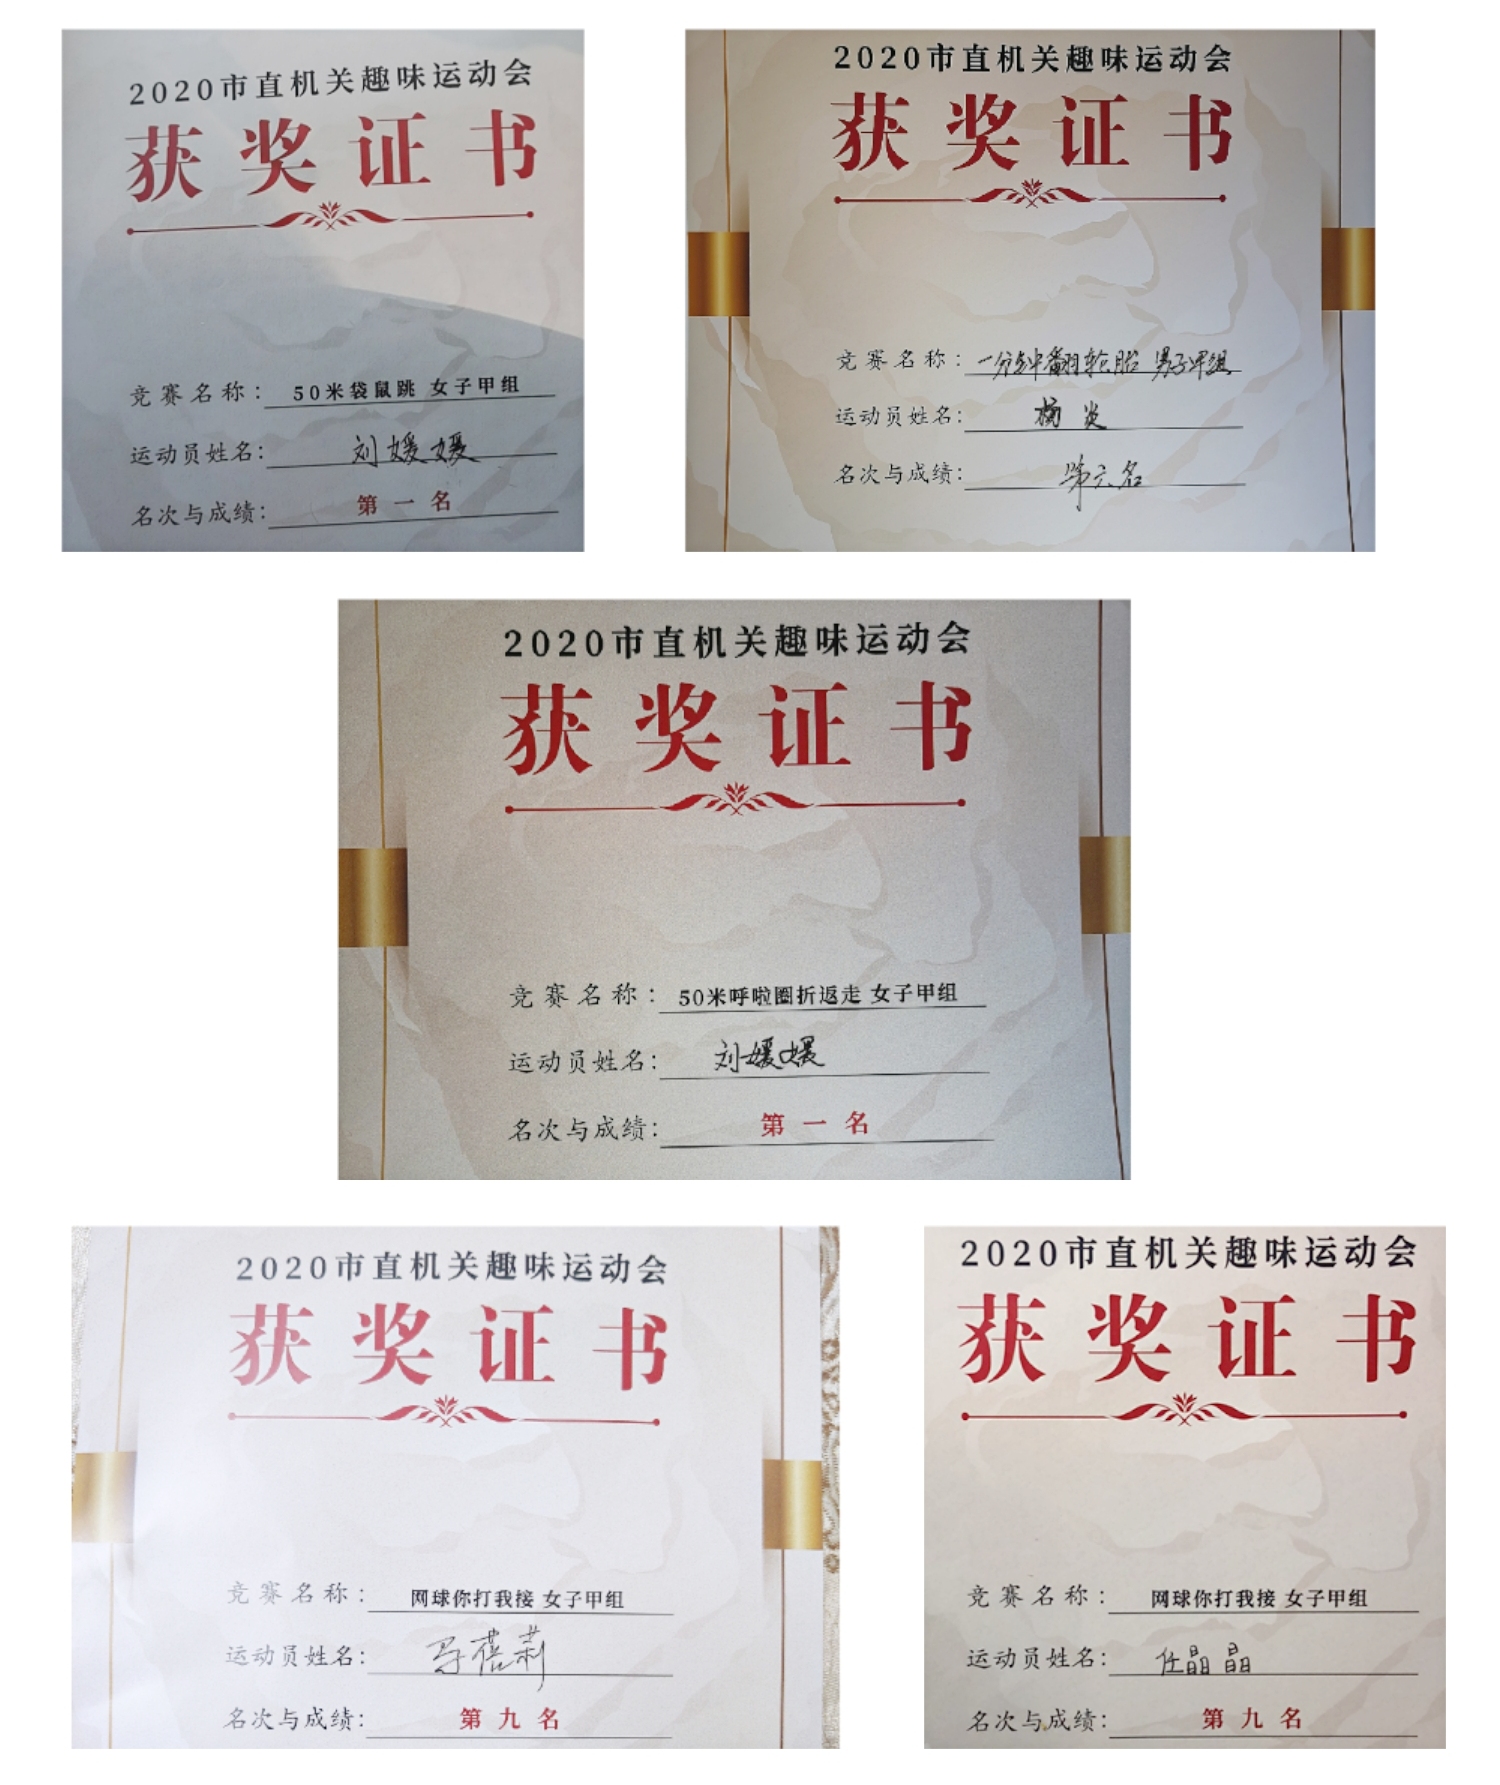 2020市直机关趣味运动会
获奖证书
竞赛名称：50米袋鼠跳 女子甲组
运动员姓名：刘媛媛
名次与成绩：第一名
2020市直机关趣味运动会
获奖证书
竞赛名称：一分钟翻轮胎 男子甲组
运动员姓名：杨炎
名次与成绩：第六名
2020市直机关趣味运动会
获奖证书
竞赛名称：50米呼啦圈折返走 女子甲组
运动员姓名：刘媛媛
名次与成绩：第一名
2020市直机关趣味运动会
获奖证书
竞赛名称：网球你打我接 女子甲组
运动员姓名：
名次与成绩：第九名
2020市直机关趣味运动会
获奖证书
竞赛名称：网球你打我接 女子甲组
运动员姓名：任晶晶
名次与成绩：第九名